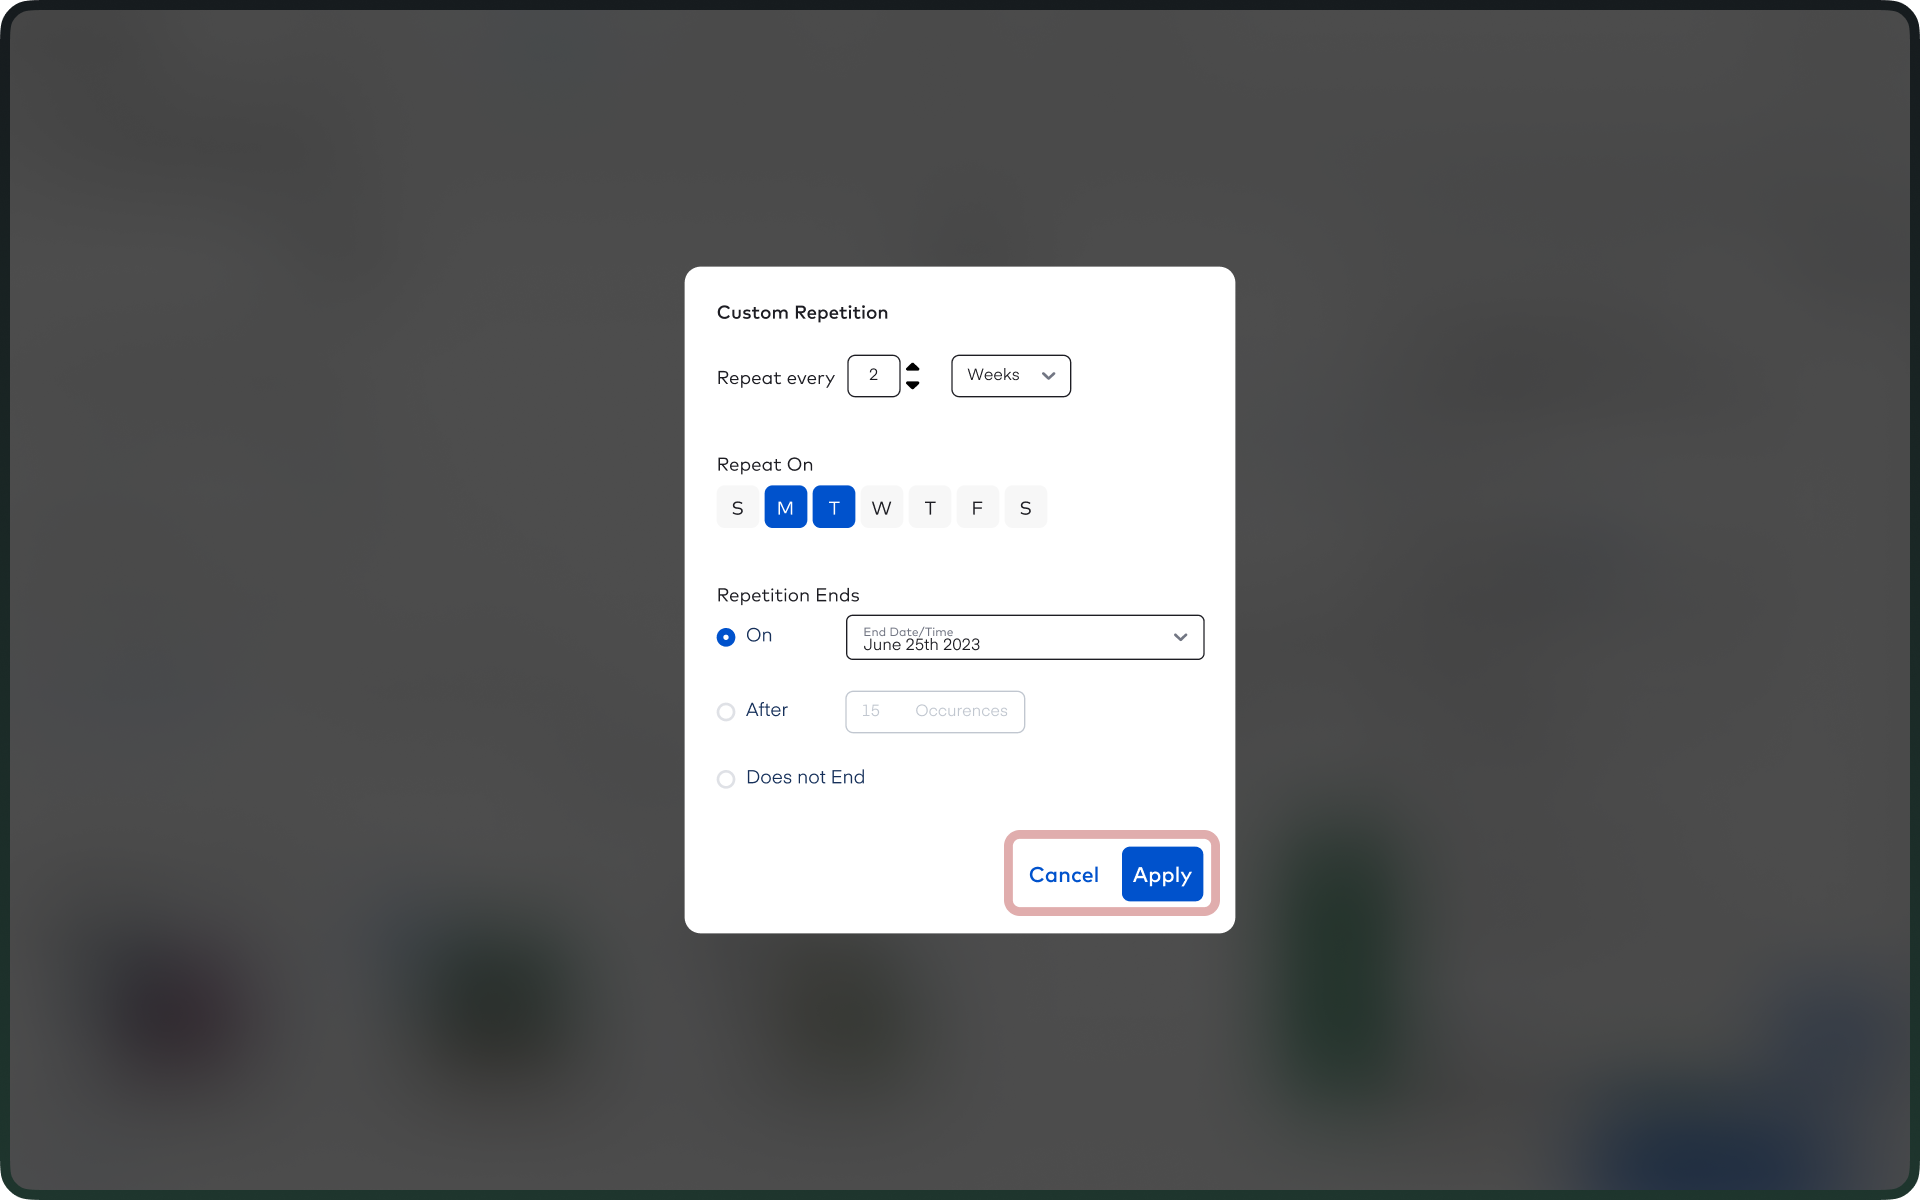 Custom Repetition
Repeat every 2 Weeks
Repeat On
S M T W T F S
Repetition Ends
On End Date/Time
June 25th 2023
After 15 Occurences
Does not End
Cancel Apply